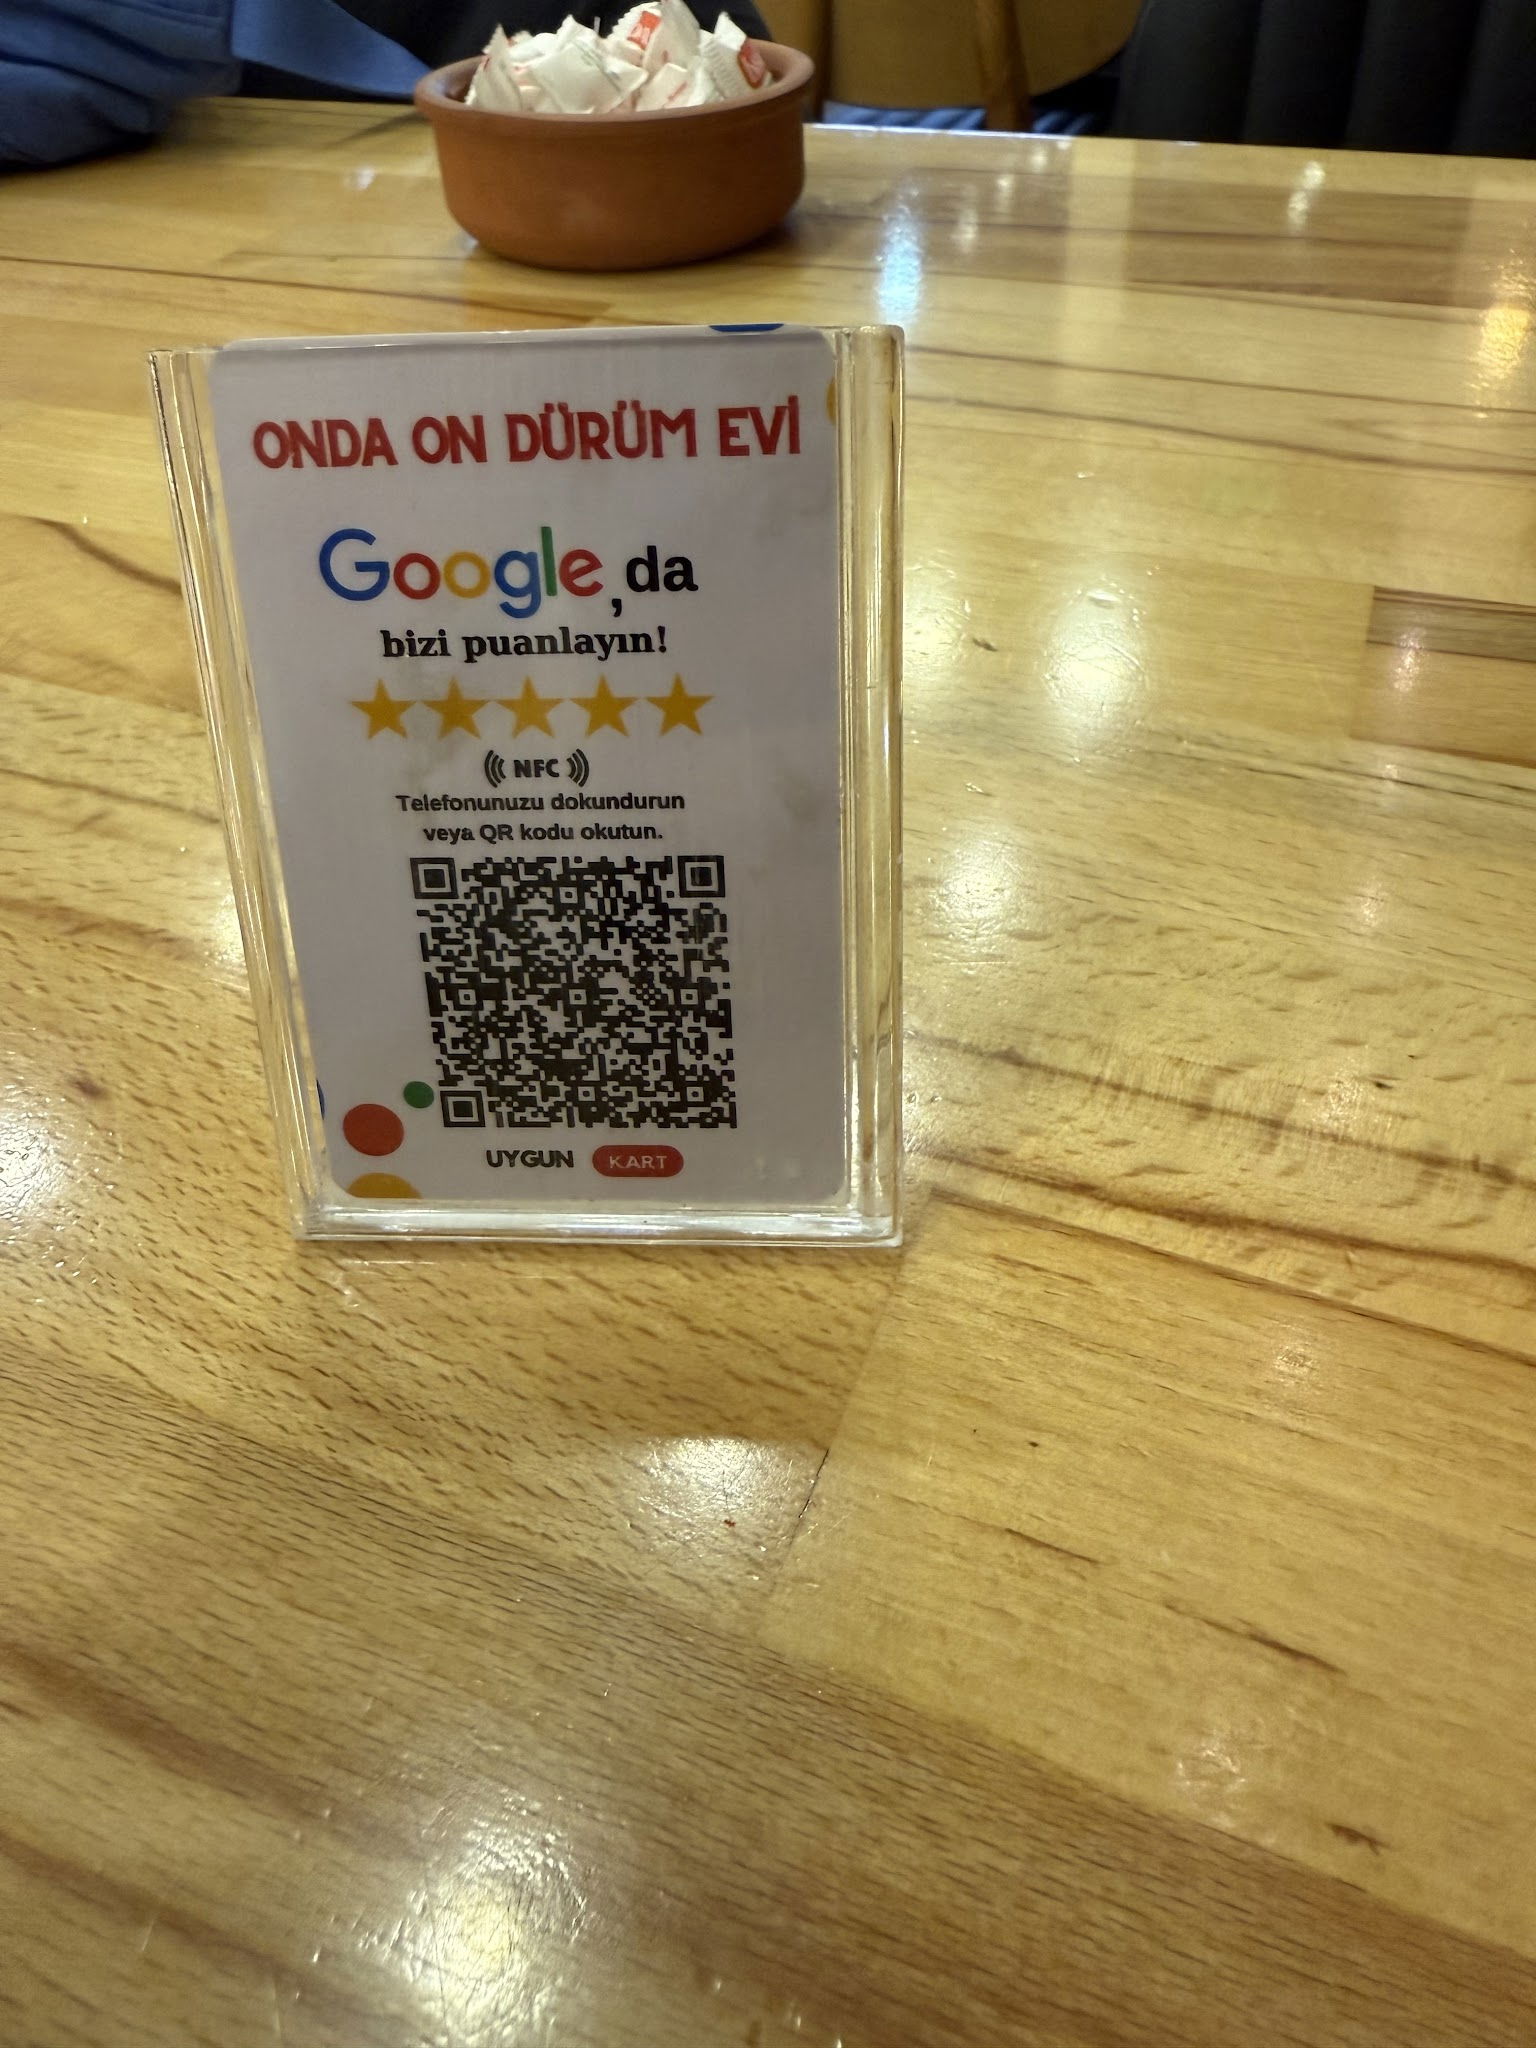 ONDA ON DÜRÜM EVİ
Google,da
bizi puanlayın!
NFC
Telefonunuzu dokundurun
veya QR kodu okutun.
UYGUN KART